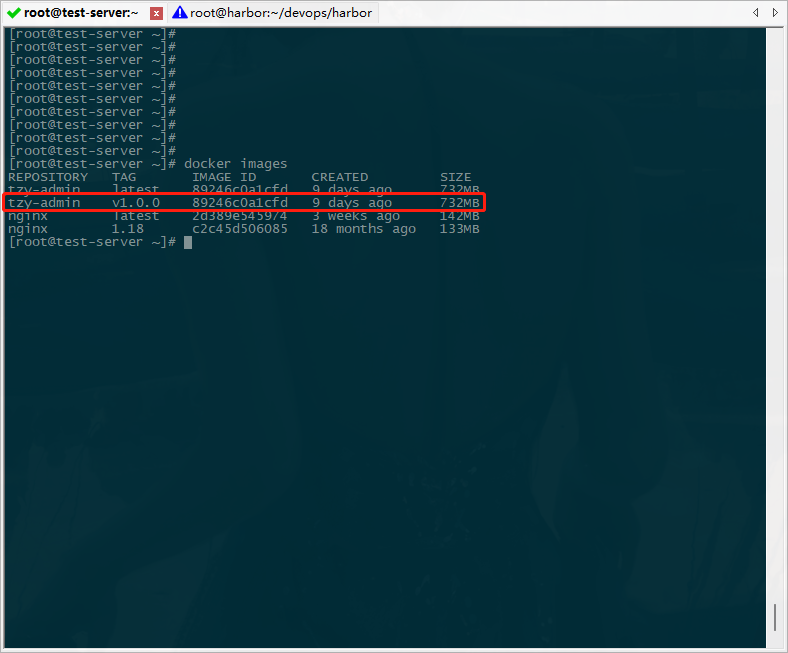 root@test-server:~ x root@harbor:~/devops/harbor
[root@test-server ~]#
[root@test-server ~]#
[root@test-server ~]#
[root@test-server ~]#
[root@test-server ~]#
[root@test-server ~]#
[root@test-server ~]#
[root@test-server ~]#
[root@test-server ~]#
[root@test-server ~]#
[root@test-server ~]# docker images
REPOSITORY TAG IMAGE ID CREATED SIZE
tzy-admin latest 89246c0a1cfd 9 days ago 732MB
tzy-admin v1.0.0 89246c0a1cfd 9 days ago 732MB
nginx latest 2d389e545974 3 weeks ago 142MB
nginx 1.18 c2c45d506085 18 months ago 133MB
[root@test-server ~]#